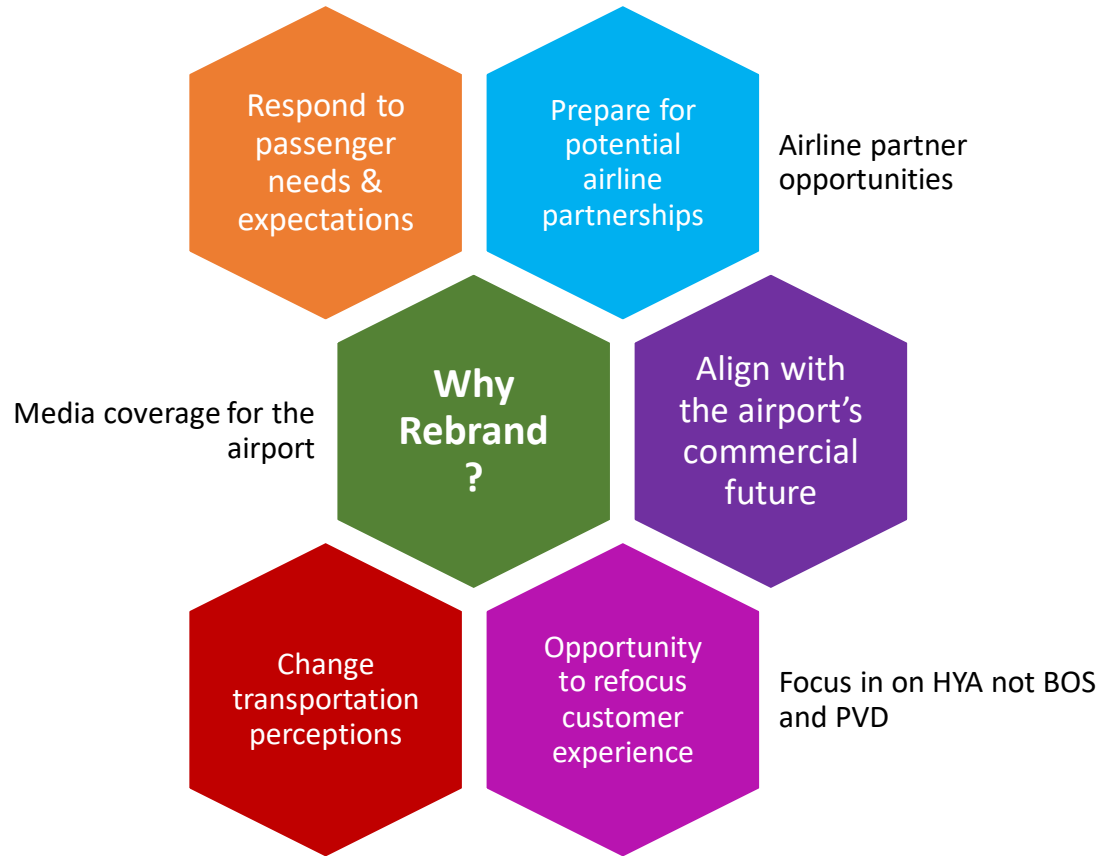 Respond to
passenger
needs &
expectations
Prepare for
potential
airline
partnerships
Airline partner
opportunities
Media coverage for the
airport
Why
Rebrand
?
Align with
the airport’s
commercial
future
Change
transportation
perceptions
Opportunity
to refocus
customer
experience
Focus in on HYA not BOS
and PVD